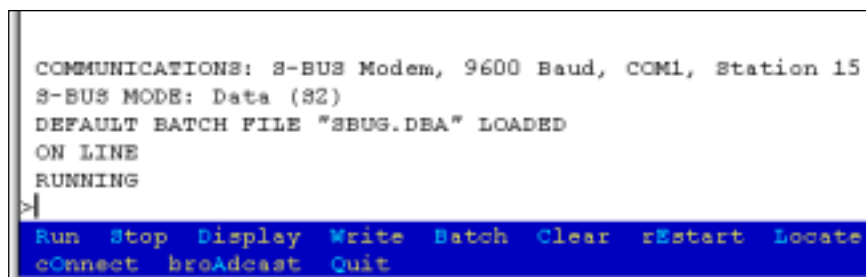 COMMUNICATIONS: S-BUS Modem, 9600 Baud, COM1, Station 15
S-BUS MODE: Data (S2)
DEFAULT BATCH FILE "SBUG.DBA" LOADED
ON LINE
RUNNING
>
Run Stop Display Write Batch Clear rEstart Locate
cOnnect broAdcast Quit